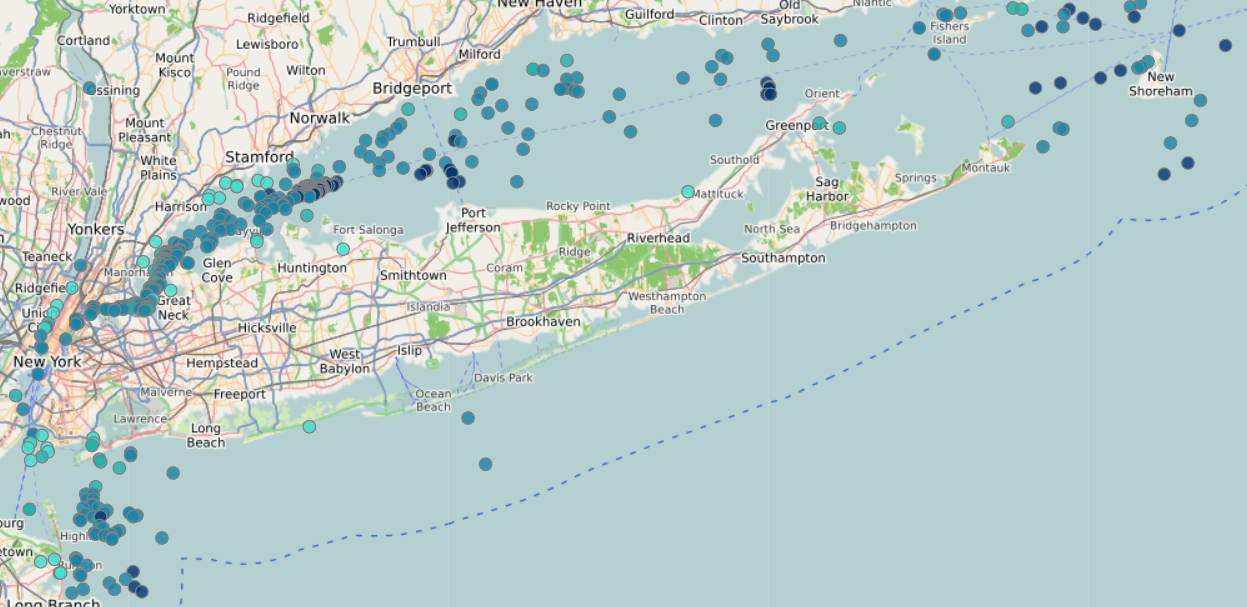 New Haven
Yorktown
Ridgefield
Guilford
Clinton
Old
Saybrook
Niantic
Fishers
Island
Cortland
Lewisboro
Trumbull
Milford
Mount
Kisco
Wilton
Pound
Ridge
Ossining
Bridgeport
New
Shoreham
Orient
Mount
Pleasant
Chestnut
Ridge
Norwalk
Greenport
White
Plains
Stamford
Southold
Montauk
River Vale
Harrison
Mattituck
Sag
Harbor
Springs
Rocky Point
Port
Jefferson
Yonkers
Fort Salonga
North Sea
Bridgehampton
Riverhead
Teaneck
Glen
Cove
Huntington
Smithtown
Coram
Ridge
Southampton
Great
Neck
Islandia
Westhampton
Beach
Brookhaven
Hicksville
New York
Hempstead
West
Babylon
Islip
Malverne
Freeport
Davis Park
Ocean
Beach
Lawrence
Long
Beach
Long Branch